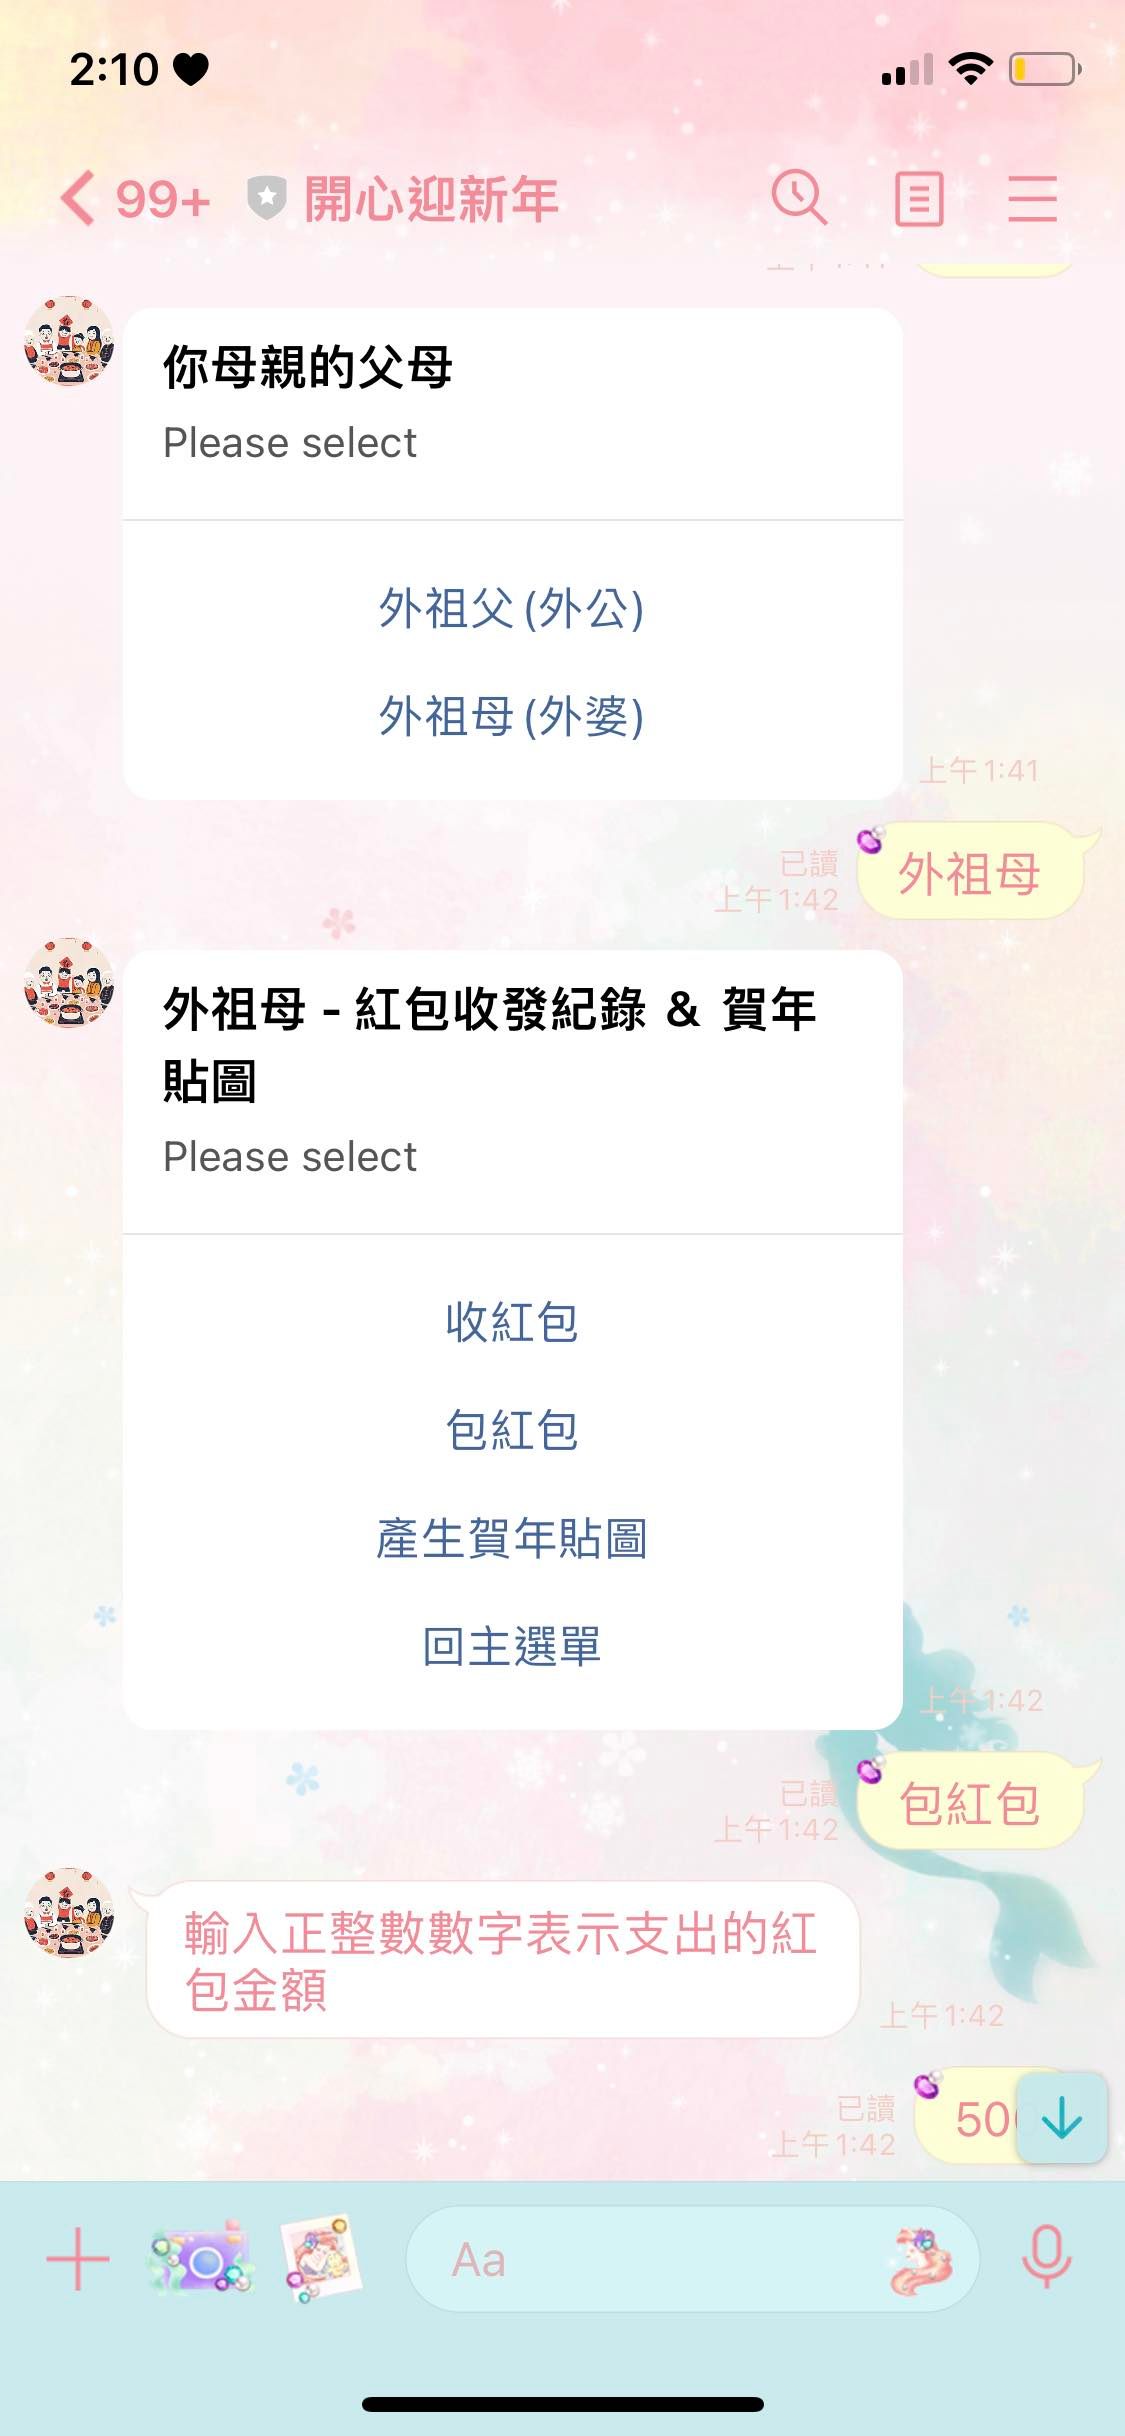 2:10
99+ 開心迎新年
你母親的父母
Please select
外祖父(外公)
外祖母(外婆)
上午1:41
已讀
上午1:42
外祖母
外祖母 - 紅包收發紀錄 & 賀年
貼圖
Please select
收紅包
包紅包
產生賀年貼圖
回主選單
上午1:42
已讀
上午1:42
包紅包
輸入正整數數字表示支出的紅
包金額
上午1:42
已讀
上午1:42
Aa